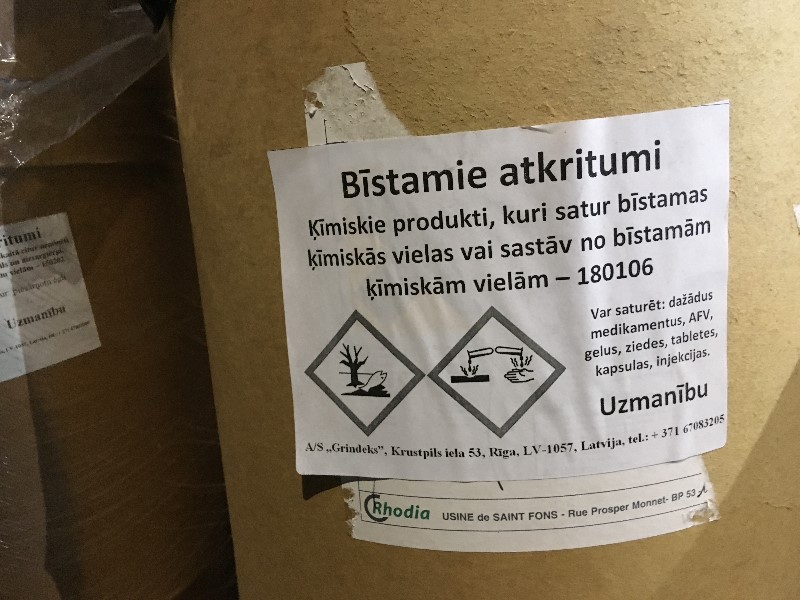 Bīstamie atkritumi
Ķīmiskie produkti, kuri satur bīstamas
ķīmiskās vielas vai sastāv no bīstamām
ķīmiskām vielām – 180106
Var saturēt: dažādus
medikamentus, AFV,
gelus, ziedes, tabletes,
kapsulas, injekcijas.
Uzmanību
A/S „Grindeks”, Krustpils iela 53, Rīga, LV-1057, Latvija, tel.: + 371 67083205
Rhodia
USINE de SAINT FONS - Rue Prosper Monnet- BP 53
Uzmanību